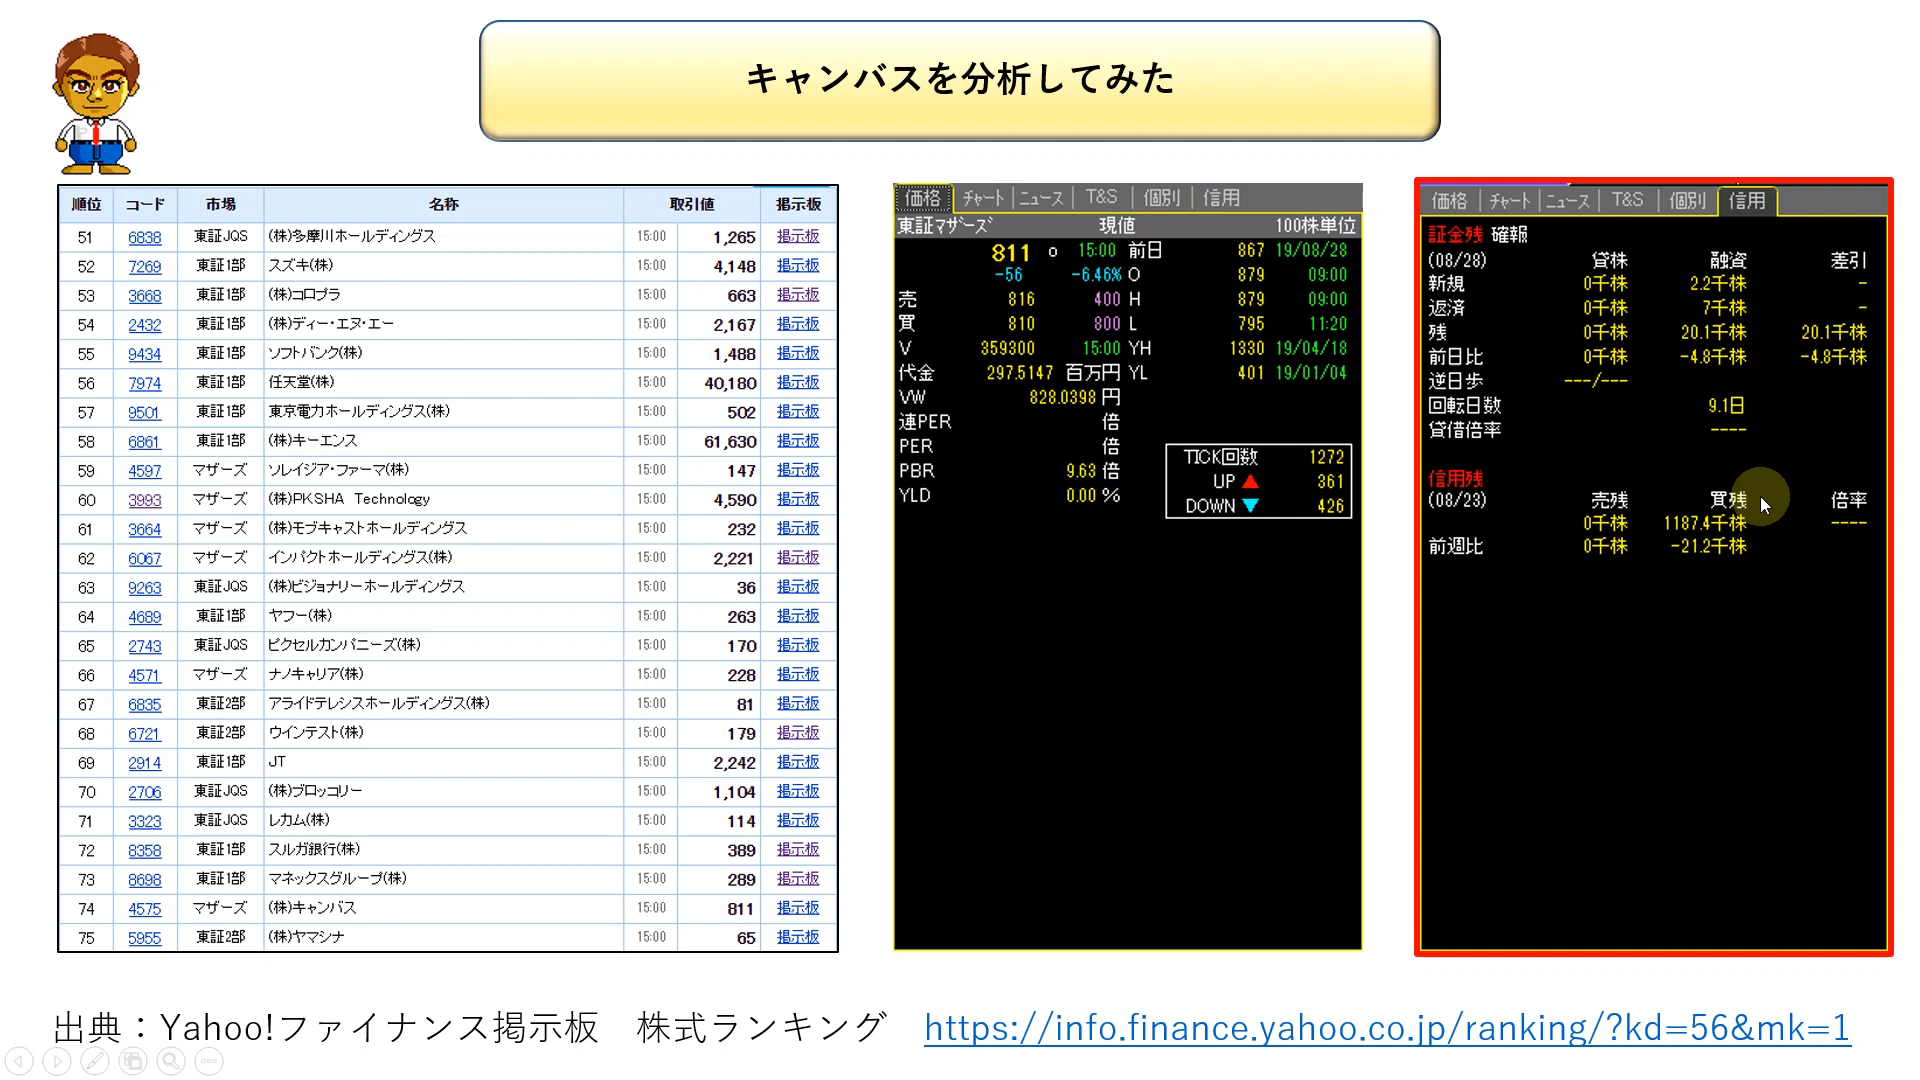 キャンバスを分析してみた
順位 コード 市場 名称 取引値 掲示板
51 6838 東証JQS (株)多摩川ホールディングス 15:00 1,265 掲示板
52 7269 東証1部 スズキ(株) 15:00 4,148 掲示板
53 3668 東証1部 (株)コロプラ 15:00 663 掲示板
54 2432 東証1部 (株)ディー・エヌ・エー 15:00 2,167 掲示板
55 9434 東証1部 ソフトバンク(株) 15:00 1,488 掲示板
56 7974 東証1部 任天堂(株) 15:00 40,180 掲示板
57 9501 東証1部 東京電力ホールディングス(株) 15:00 502 掲示板
58 6861 東証1部 (株)キーエンス 15:00 61,630 掲示板
59 4597 マザーズ ソレイジア・ファーマ(株) 15:00 147 掲示板
60 3993 マザーズ (株)PKSHA Technology 15:00 4,590 掲示板
61 3664 マザーズ (株)モブキャストホールディングス 15:00 232 掲示板
62 6067 マザーズ インパクトホールディングス(株) 15:00 2,221 掲示板
63 9263 東証JQS (株)ビジョナリーホールディングス 15:00 36 掲示板
64 4689 東証1部 ヤフー(株) 15:00 263 掲示板
65 2743 東証JQS ピクセルカンパニーズ(株) 15:00 170 掲示板
66 4571 マザーズ ナノキャリア(株) 15:00 228 掲示板
67 6835 東証2部 アライドテレシスホールディングス(株) 15:00 81 掲示板
68 6721 東証2部 ウインテスト(株) 15:00 179 掲示板
69 2914 東証1部 JT 15:00 2,242 掲示板
70 2706 東証JQS (株)ブロッコリー 15:00 1,104 掲示板
71 3323 東証JQS レカム(株) 15:00 114 掲示板
72 8358 東証1部 スルガ銀行(株) 15:00 389 掲示板
73 8698 東証1部 マネックスグループ(株) 15:00 289 掲示板
74 4575 マザーズ (株)キャンバス 15:00 811 掲示板
75 5955 東証2部 (株)ヤマシナ 15:00 65 掲示板
価格 ﾁｬｰﾄ ﾆｭｰｽ T&S 個別 信用
東証ﾏｻﾞｰｽﾞ 現値 100株単位
811 o 15:00 前日 867 19/08/28
-56 -6.46% O 879 09:00
売 816 400 H 879 09:00
買 810 800 L 795 11:20
V 359300 15:00 YH 1330 19/04/18
代金 297.5147 百万円 YL 401 19/01/04
VW 828.0398 円
連PER 倍
PER 倍
PBR 9.63 倍
YLD 0.00 %
TICK回数 1272
UP ▲ 361
DOWN ▼ 426
価格 ﾁｬｰﾄ ﾆｭｰｽ T&S 個別 信用
証金残 確報
(08/28) 貸株 融資 差引
新規 0千株 2.2千株 -
返済 0千株 7千株 -
残 0千株 20.1千株 20.1千株
前日比 0千株 -4.8千株 -4.8千株
逆日歩 ---/---
回転日数 9.1日
貸借倍率 ----
信用残
(08/23) 売残 買残 倍率
0千株 1187.4千株 ----
前週比 0千株 -21.2千株
出典：Yahoo!ファイナンス掲示板　株式ランキング　https://info.finance.yahoo.co.jp/ranking/?kd=56&mk=1